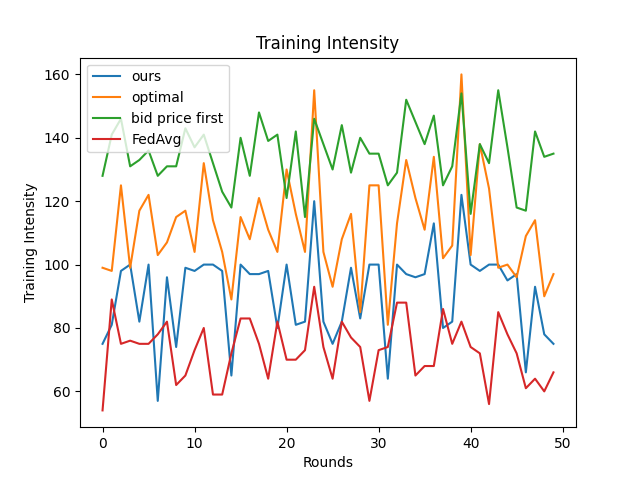 Training Intensity
160
140
120
100
80
60
Training Intensity
ours
optimal
bid price first
FedAvg
0
10
20
30
40
50
Rounds